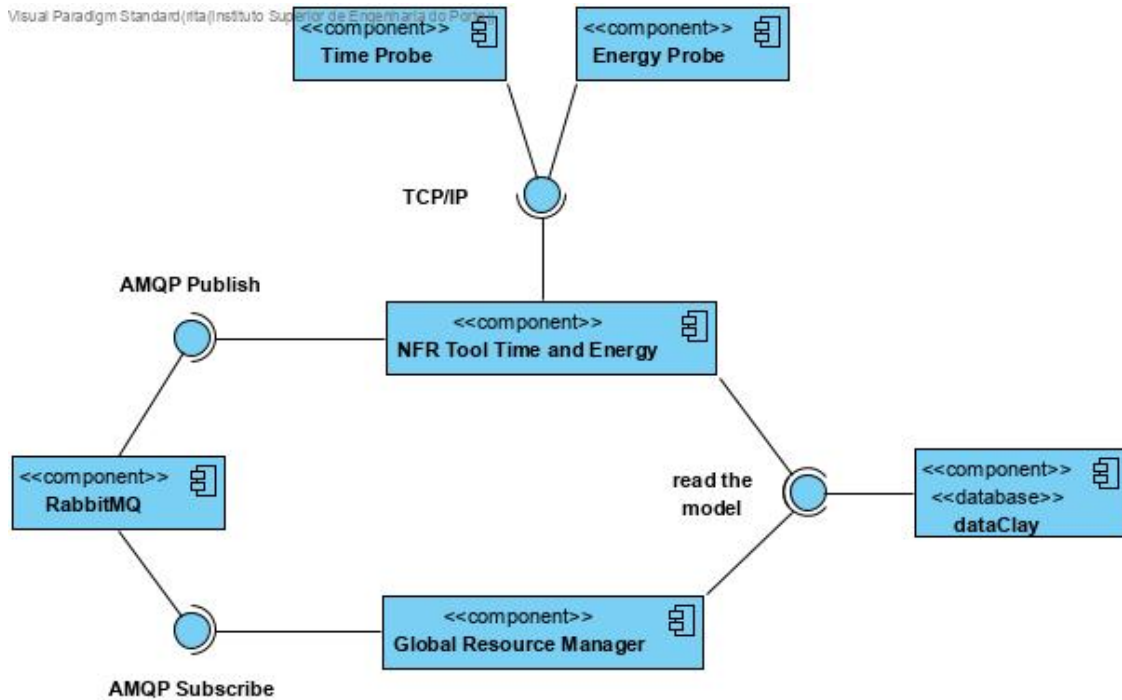 Visual Paradigm Standard(rita(Instituto Superior de Engenharia do Porto))
<<component>>
Time Probe
<<component>>
Energy Probe
TCP/IP
AMQP Publish
<<component>>
NFR Tool Time and Energy
<<component>>
RabbitMQ
read the
model
<<component>>
<<database>>
dataClay
<<component>>
Global Resource Manager
AMQP Subscribe